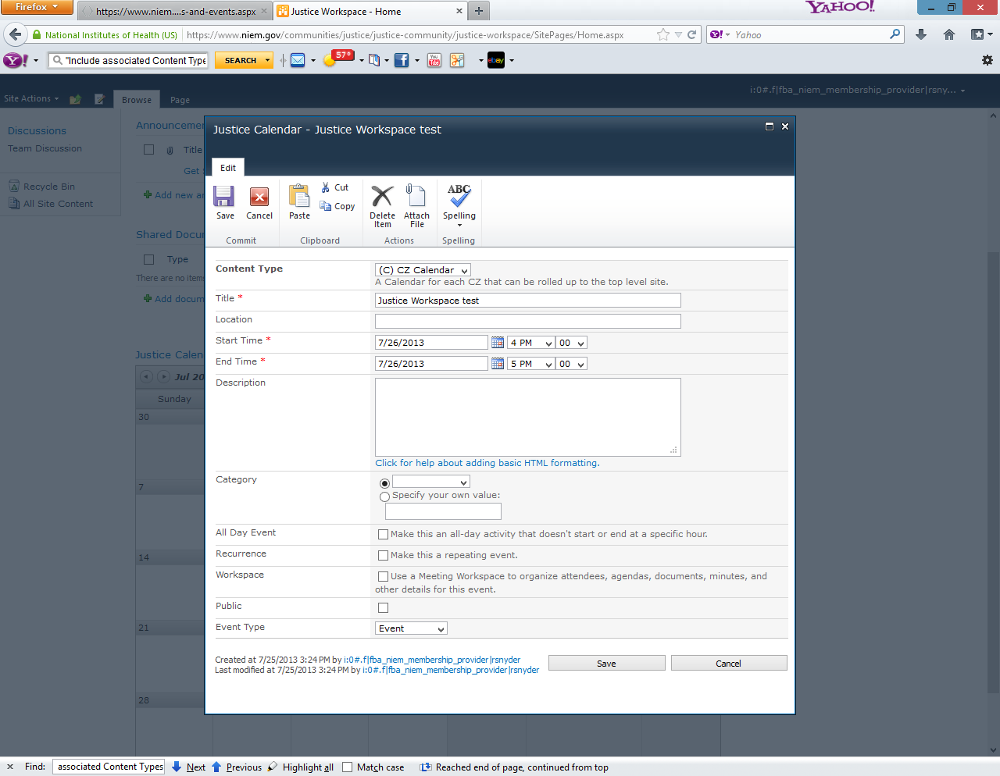 Firefox
https://www.niem....s-and-events.aspx
Justice Workspace - Home
YAHOO!
National Institutes of Health (US)
https://www.niem.gov/communities/justice/justice-community/justice-workspace/SitePages/Home.aspx
Yahoo
"Include associated Content Type
SEARCH
57°
You Tube
ebay
Site Actions
Browse
Page
i:0#.f|fba_niem_membership_provider|rsny...
Discussions
Team Discussion
Recycle Bin
All Site Content
Announcemen
Title
Get
Add new an
Shared Docu
Type
There are no items
Add docum
Justice Calen
Jul 20
Sunday
30
7
14
21
28
Justice Calendar - Justice Workspace test
Edit
Save
Cancel
Commit
Paste
Cut
Copy
Clipboard
Delete Item
Attach File
Actions
ABC
Spelling
Spelling
Content Type
(C) CZ Calendar
A Calendar for each CZ that can be rolled up to the top level site.
Title *
Justice Workspace test
Location
Start Time *
7/26/2013
4 PM
00
End Time *
7/26/2013
5 PM
00
Description
Click for help about adding basic HTML formatting.
Category
Specify your own value:
All Day Event
Make this an all-day activity that doesn't start or end at a specific hour.
Recurrence
Make this a repeating event.
Workspace
Use a Meeting Workspace to organize attendees, agendas, documents, minutes, and
other details for this event.
Public
Event Type
Event
Created at 7/25/2013 3:24 PM by i:0#.f|fba_niem_membership_provider|rsnyder
Last modified at 7/25/2013 3:24 PM by i:0#.f|fba_niem_membership_provider|rsnyder
Save
Cancel
Find:
associated Content Types
Next
Previous
Highlight all
Match case
Reached end of page, continued from top